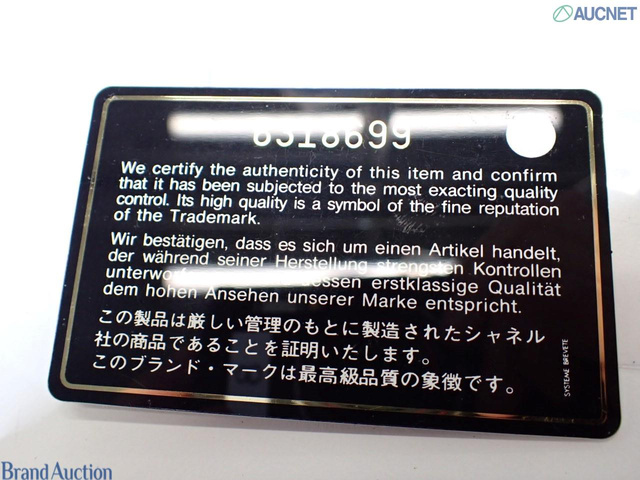 AUCNET
6318699
We certify the authenticity of this item and confirm
that it has been subjected to the most exacting quality
control. Its high quality is a symbol of the fine reputation
of the Trademark.
Wir bestätigen, dass es sich um einen Artikel handelt,
der während seiner Herstellung strengsten Kontrollen
erstklassige Qualität
dem hohen Ansehen unserer Marke entspricht.
この製品は厳しい管理のもとに製造されたシャネル
社の商品であることを証明いたします。
このブランド・マークは最高級品質の象徴です。
SYSTEME BREVETE
Brand Auction